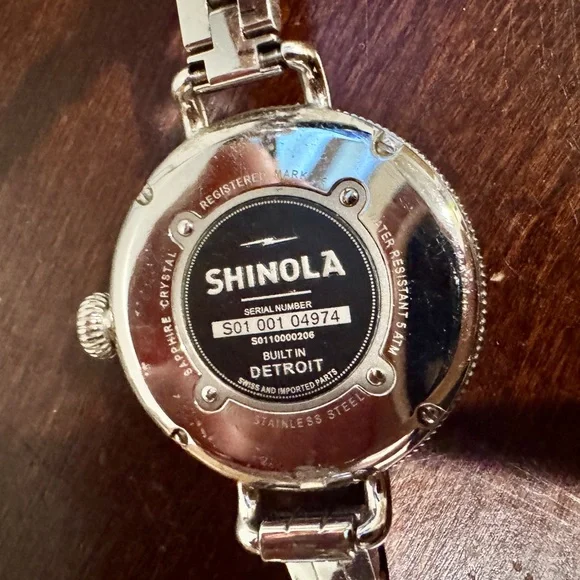 SHINOLA
SERIAL NUMBER
S01 001 04974
S0110000206
BUILT IN
DETROIT
SWISS AND IMPORTED PARTS
REGISTERED
WATER RESISTANT 5 ATM
STAINLESS STEEL
SAPPHIRE CRYSTAL